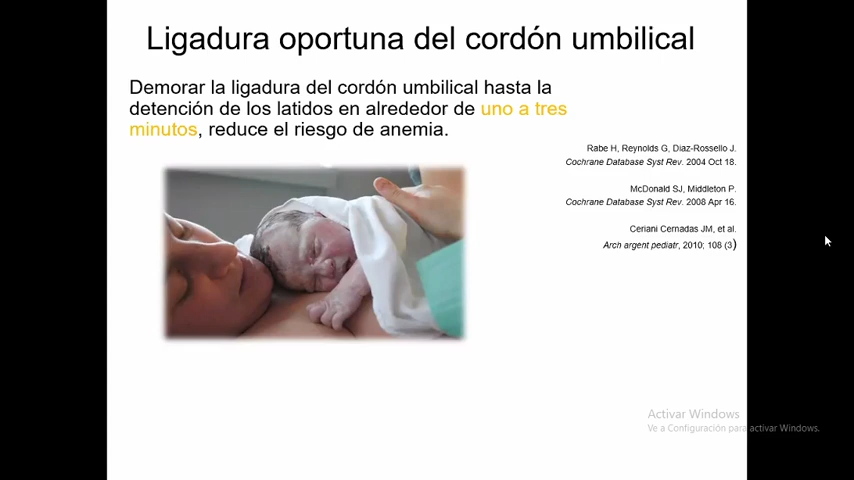 Ligadura oportuna del cordón umbilical
Demorar la ligadura del cordón umbilical hasta la
detención de los latidos en alrededor de uno a tres
minutos, reduce el riesgo de anemia.
Rabe H, Reynolds G, Diaz-Rossello J.
Cochrane Database Syst Rev. 2004 Oct 18.
McDonald SJ, Middleton P.
Cochrane Database Syst Rev. 2008 Apr 16.
Ceriani Cernadas JM, et al.
Arch argent pediatr, 2010; 108 (3)
Activar Windows
Ve a Configuración para activar Windows.